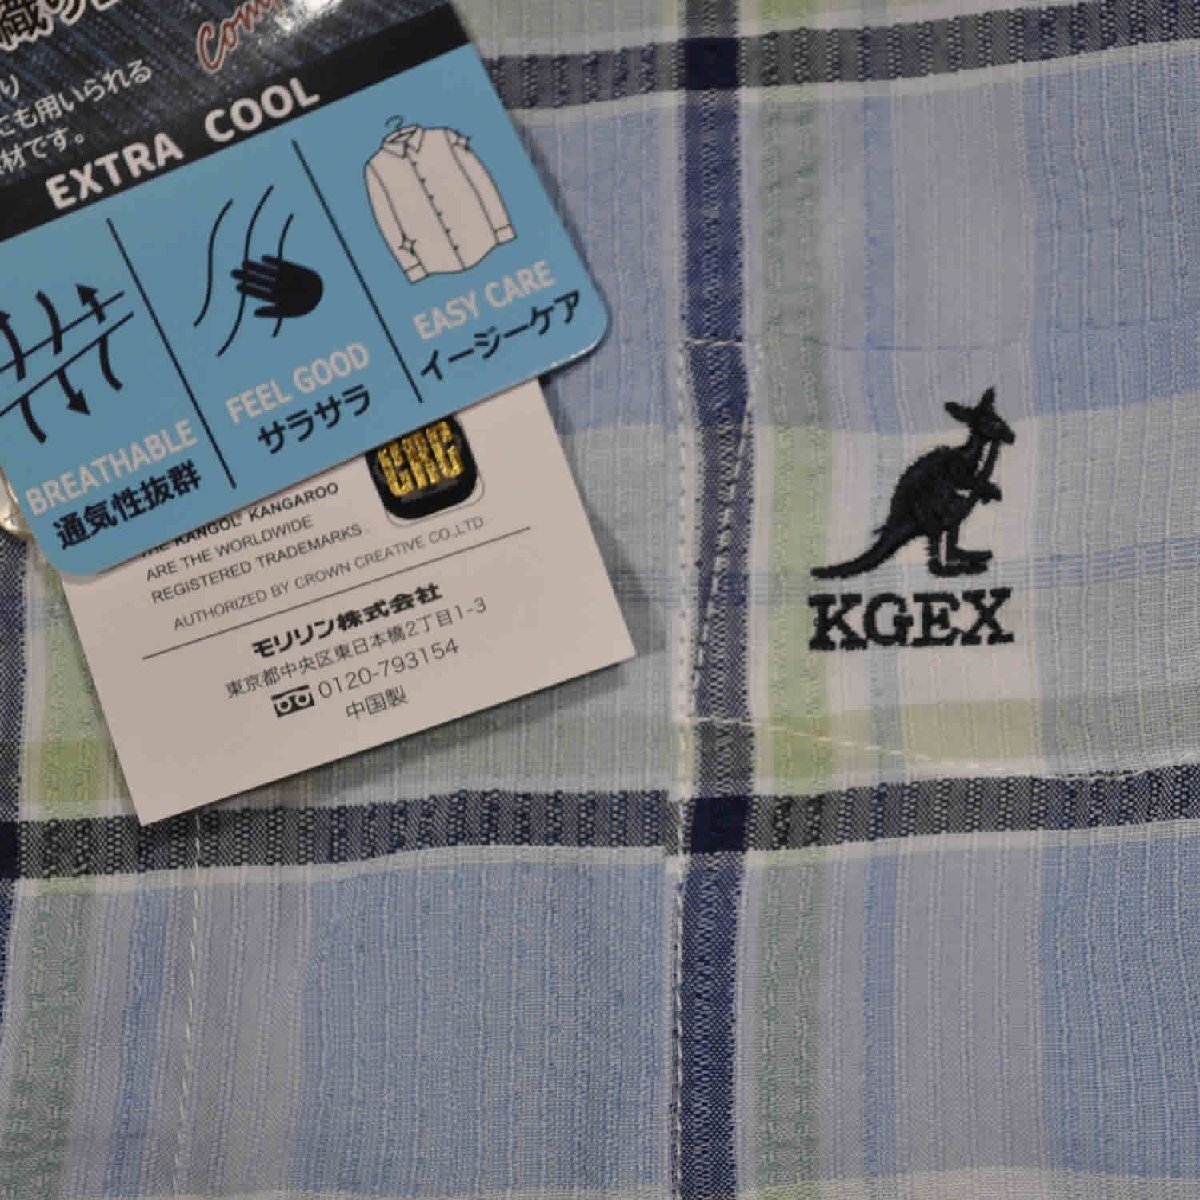 も用いられる
材です。
EXTRA COOL
BREATHABLE
通気性抜群
FEEL GOOD
サラサラ
EASY CARE
イージーケア
KANGOL® KANGAROO
ARE THE WORLDWIDE
REGISTERED TRADEMARKS
AUTHORIZED BY CROWN CREATIVE CO.,LTD
モリリン株式会社
東京都中央区東日本橋2丁目1-3
0120-793154
中国製
KGEX